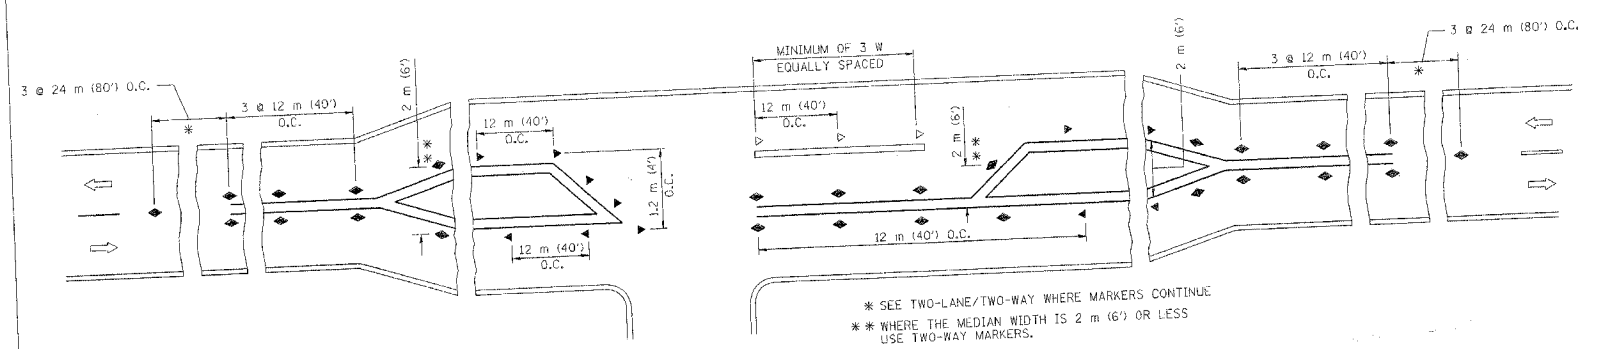 3 @ 24 m (80') O.C.
*
3 @ 12 m (40')
O.C.
2 m (6')
*
*
12 m (40')
O.C.
1.2 m (4')
O.C.
12 m (40')
O.C.
MINIMUM OF 3 W
EQUALLY SPACED
12 m (40')
O.C.
2 m (6')
*
*
12 m (40') O.C.
2 m (6')
3 @ 12 m (40')
O.C.
*
3 @ 24 m (80') O.C.
* SEE TWO-LANE/TWO-WAY WHERE MARKERS CONTINUE
* * WHERE THE MEDIAN WIDTH IS 2 m (6') OR LESS
USE TWO-WAY MARKERS.